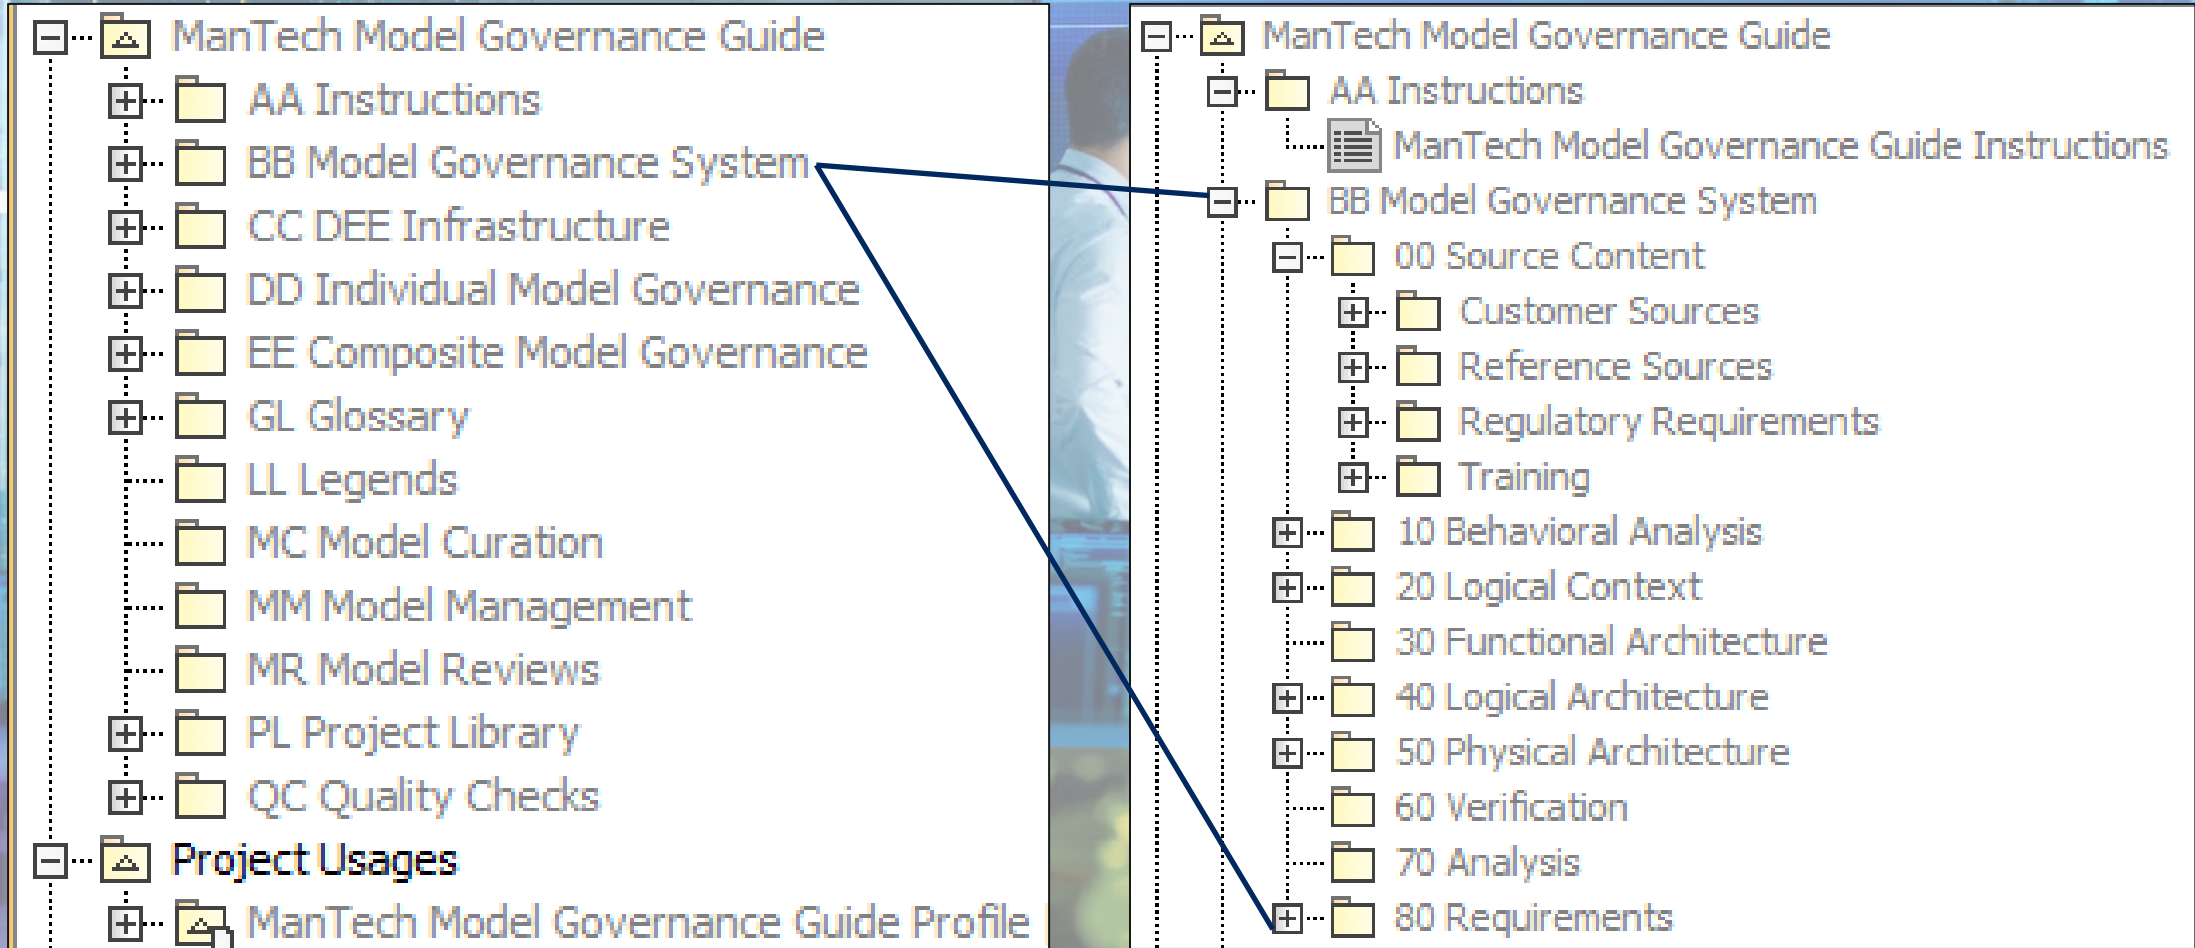 ManTech Model Governance Guide
AA Instructions
BB Model Governance System
CC DEE Infrastructure
DD Individual Model Governance
EE Composite Model Governance
GL Glossary
LL Legends
MC Model Curation
MM Model Management
MR Model Reviews
PL Project Library
QC Quality Checks
Project Usages
ManTech Model Governance Guide Profile
ManTech Model Governance Guide
AA Instructions
ManTech Model Governance Guide Instructions
BB Model Governance System
00 Source Content
Customer Sources
Reference Sources
Regulatory Requirements
Training
10 Behavioral Analysis
20 Logical Context
30 Functional Architecture
40 Logical Architecture
50 Physical Architecture
60 Verification
70 Analysis
80 Requirements